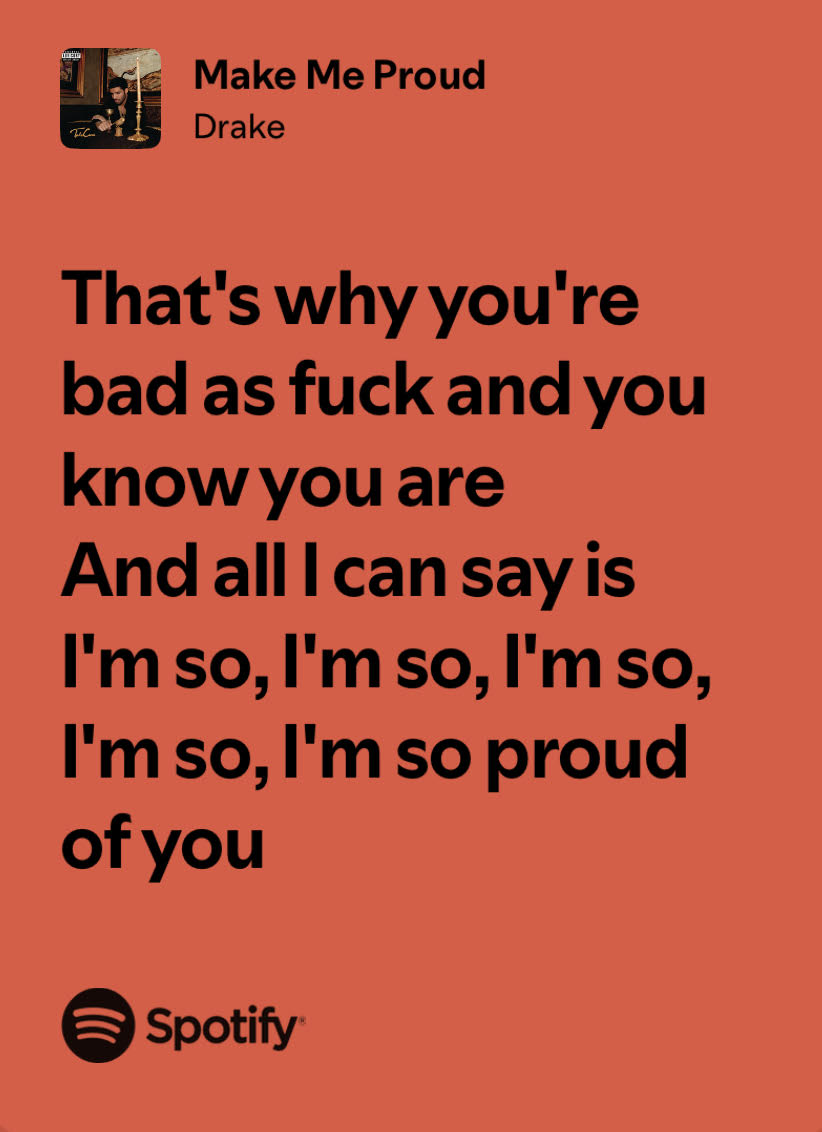 Make Me Proud
Drake
That's why you're
bad as fuck and you
know you are
And all I can say is
I'm so, I'm so, I'm so,
I'm so, I'm so proud
of you
Spotify®